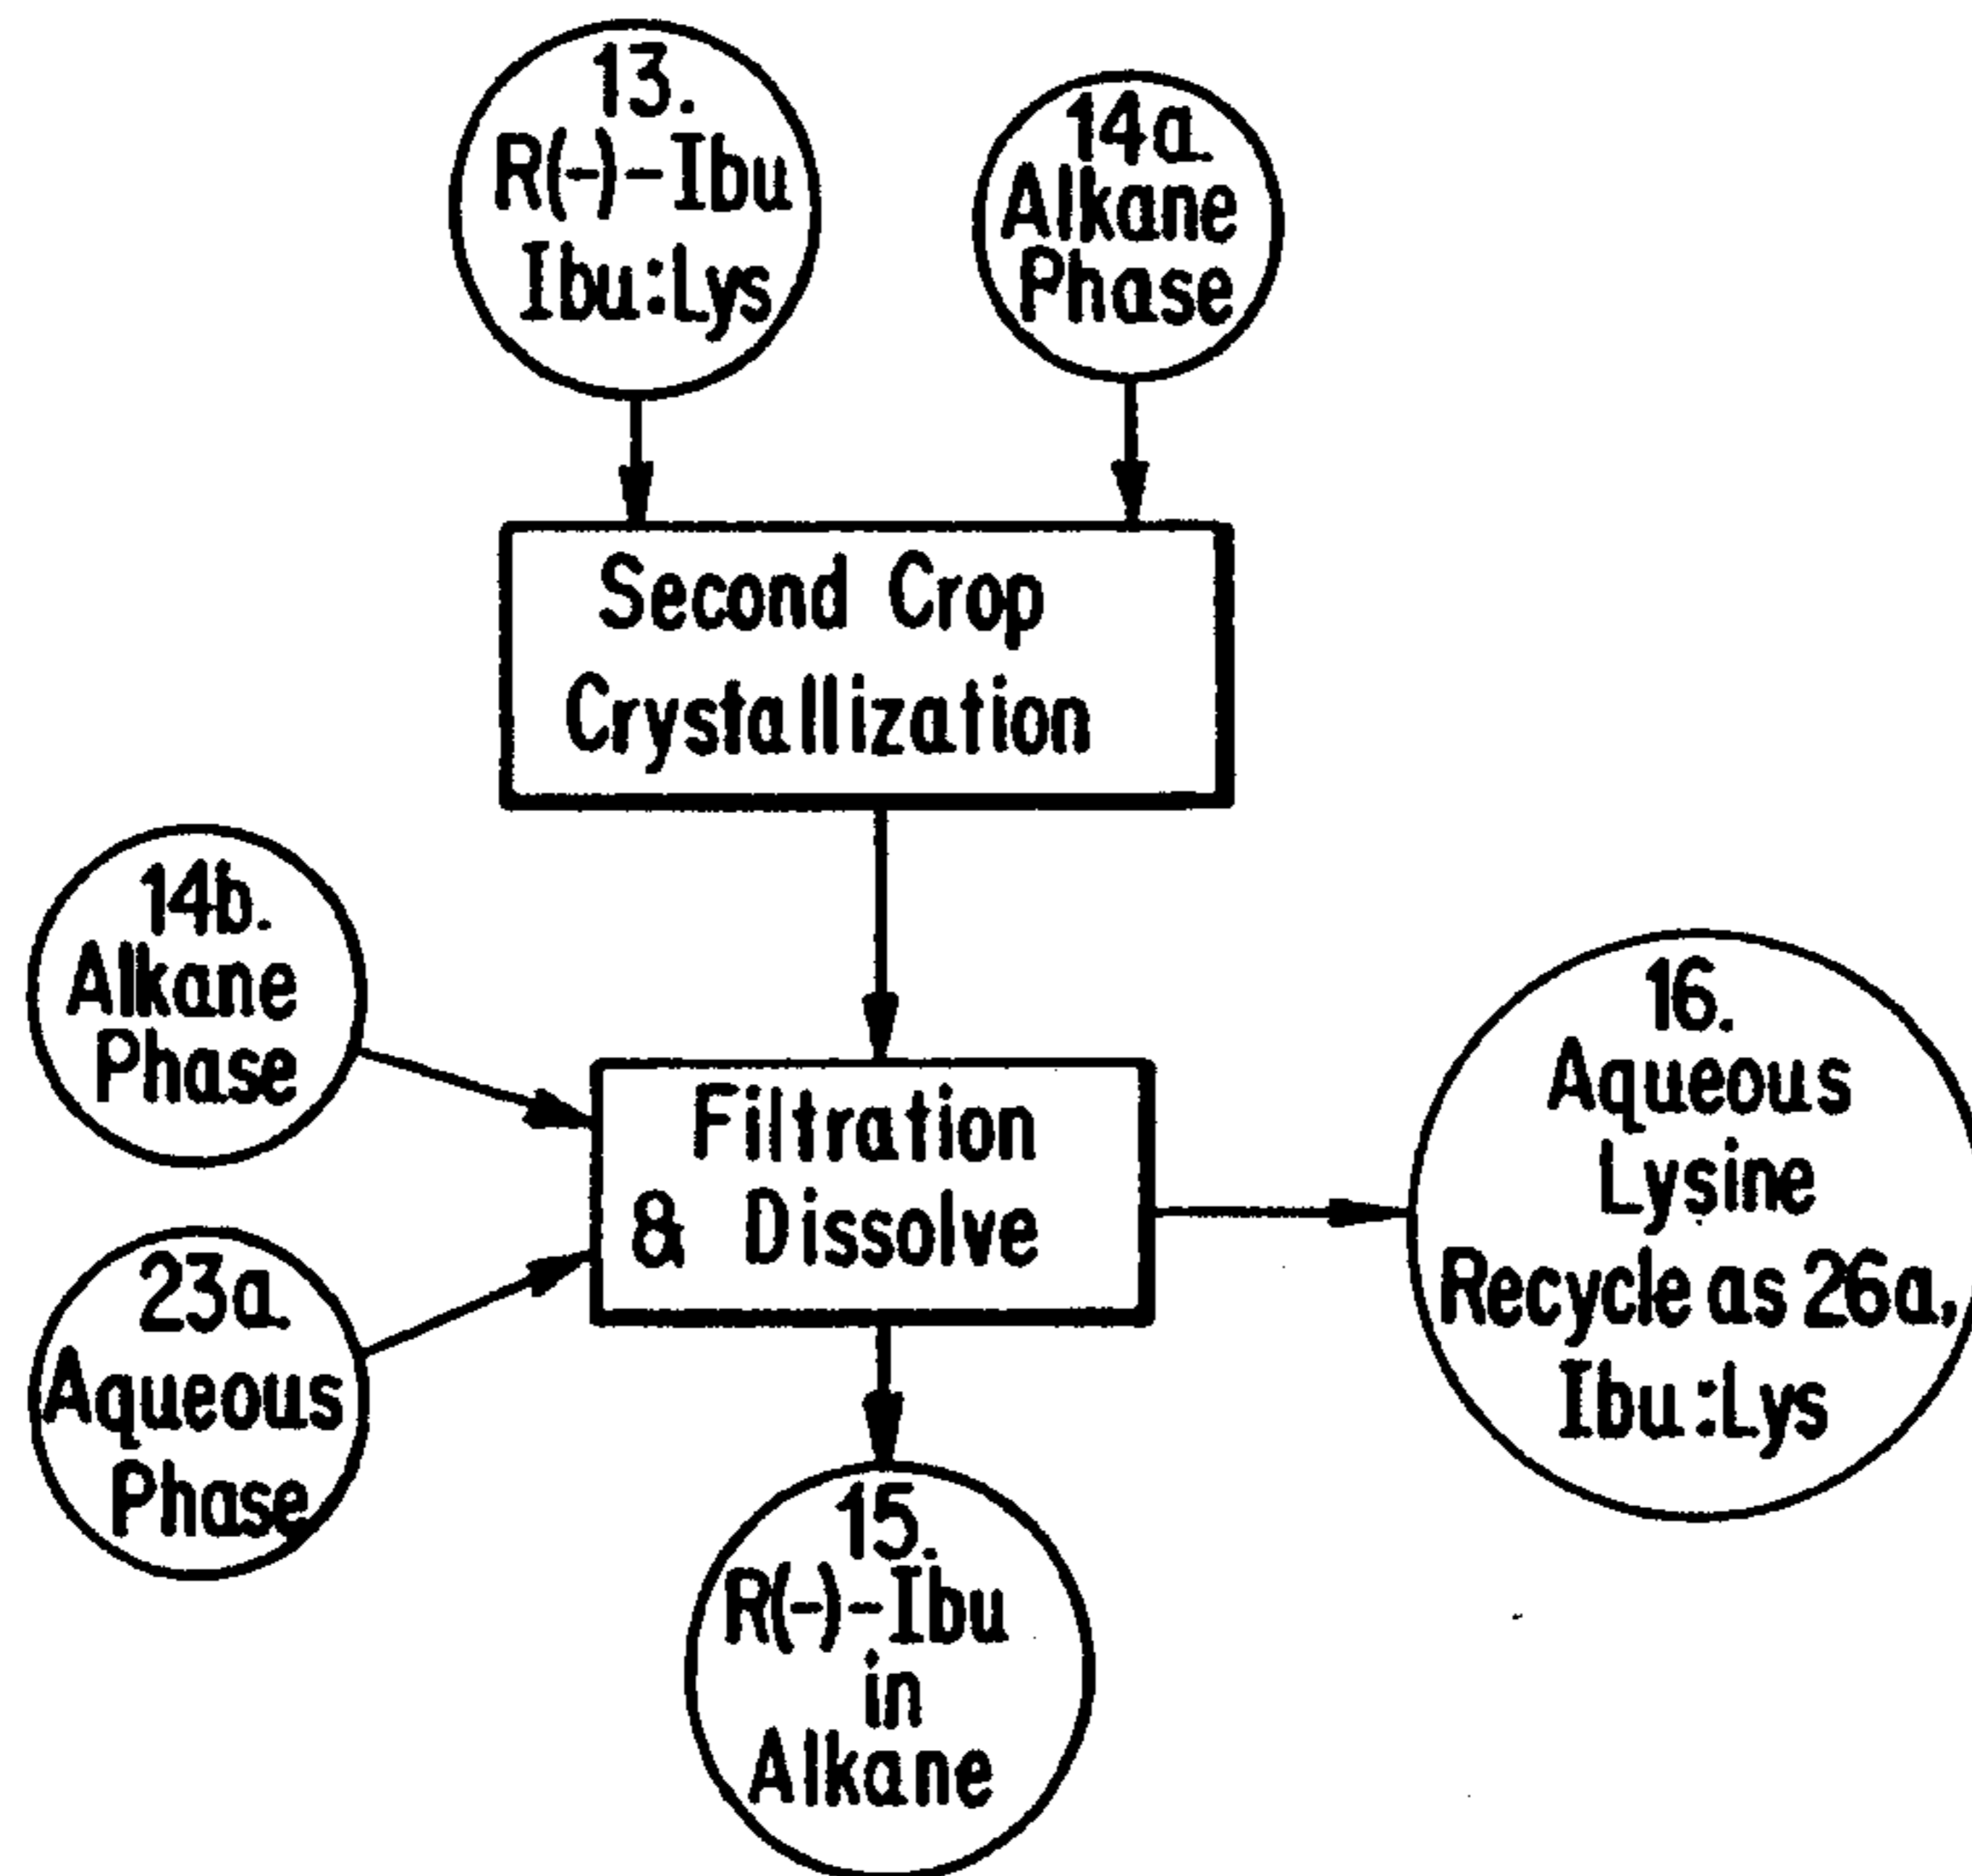 13.
R(-)-Ibu
Ibu:Lys
14a.
Alkane
Phase
Second Crop
Crystallization
14b.
Alkane
Phase
Filtration
& Dissolve
23a.
Aqueous
Phase
16.
Aqueous
Lysine
Recycle as 26a,
Ibu:Lys
15.
R(-)-Ibu
in
Alkane